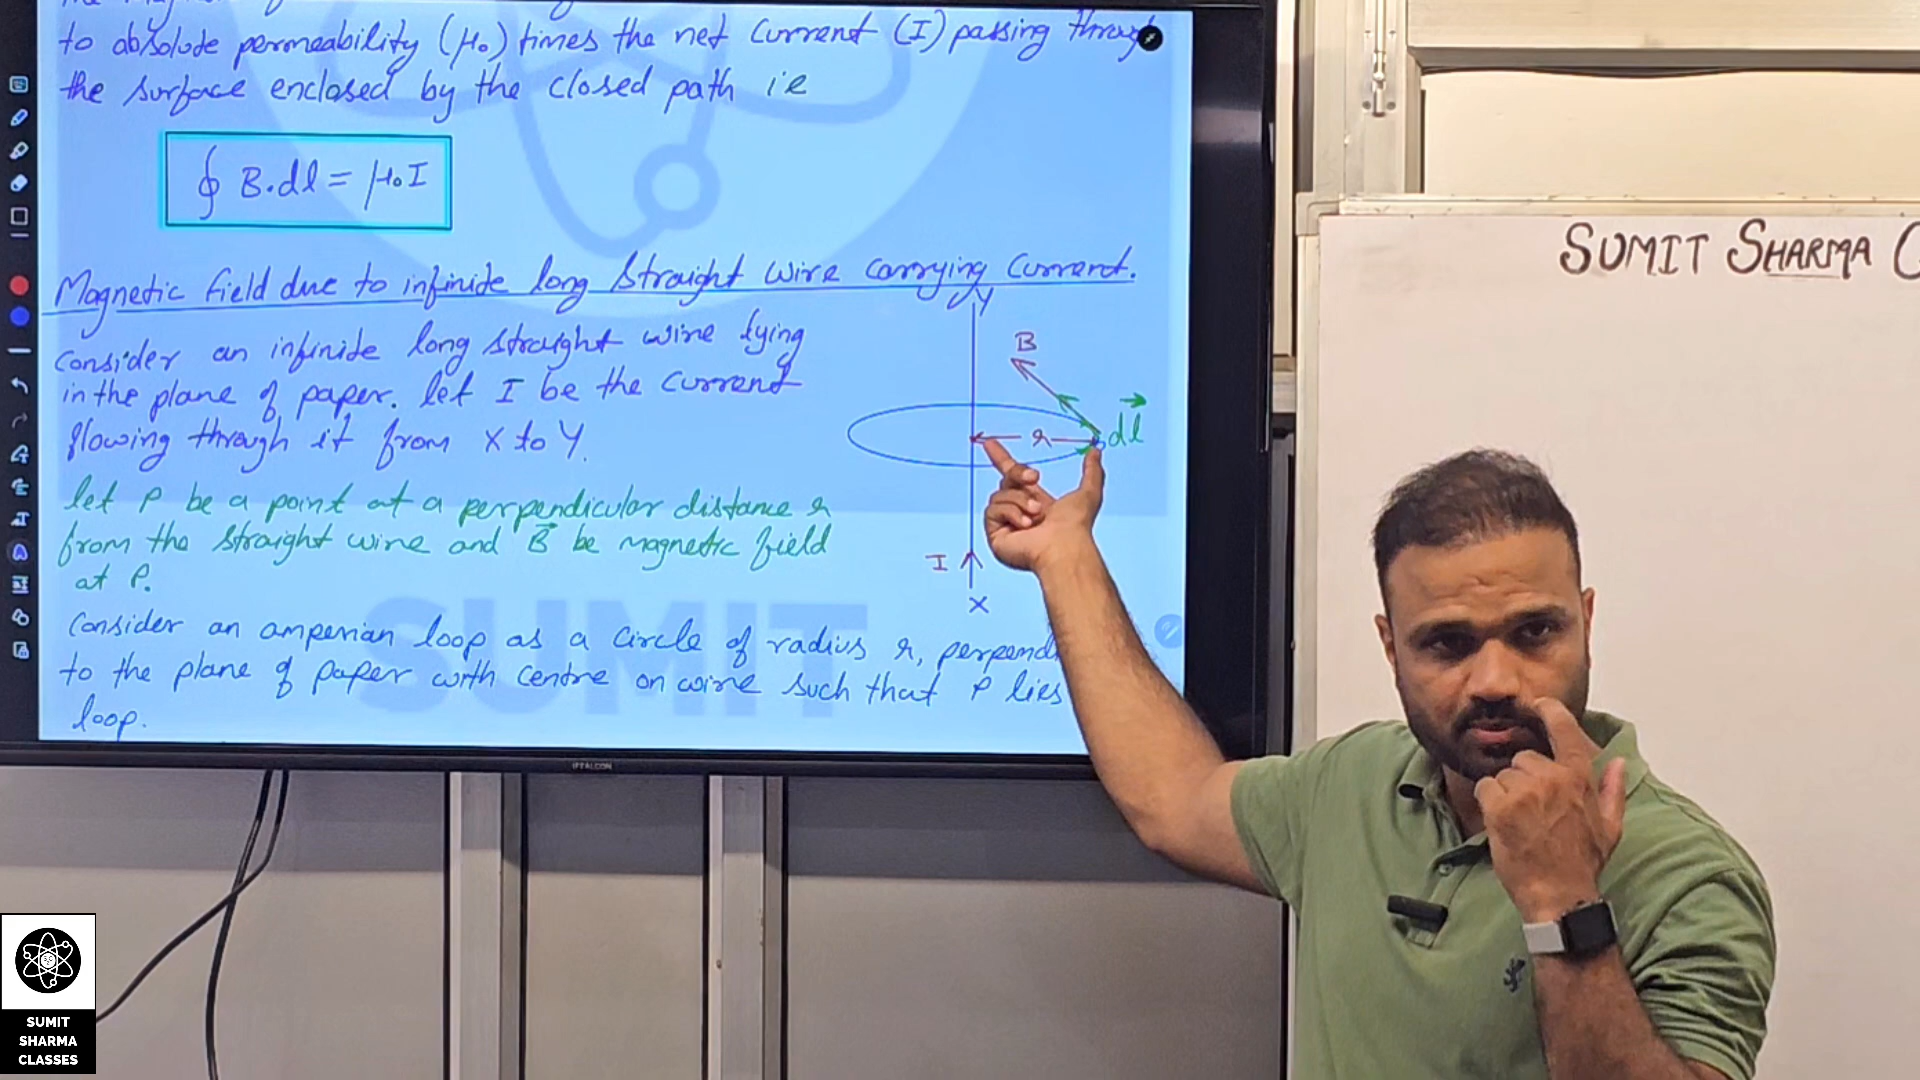 to absolute permeability (μ₀) times the net current (I) passing through
the surface enclosed by the closed path ie
∮ B.dl = μ₀I
Magnetic field due to infinite long straight wire carrying current.
Consider an infinite long straight wire lying
in the plane of paper. let I be the current
flowing through it from X to Y.
let P be a point at a perpendicular distance r
from the straight wire and B⃗ be magnetic field
at P.
Consider an amperian loop as a circle of radius r, perpend
to the plane of paper with centre on wire such that P lies
loop.
Y
B
r
dl⃗
I
X
SUMIT
IFFALCON
SUMIT SHARMA C
SUMIT
SHARMA
CLASSES